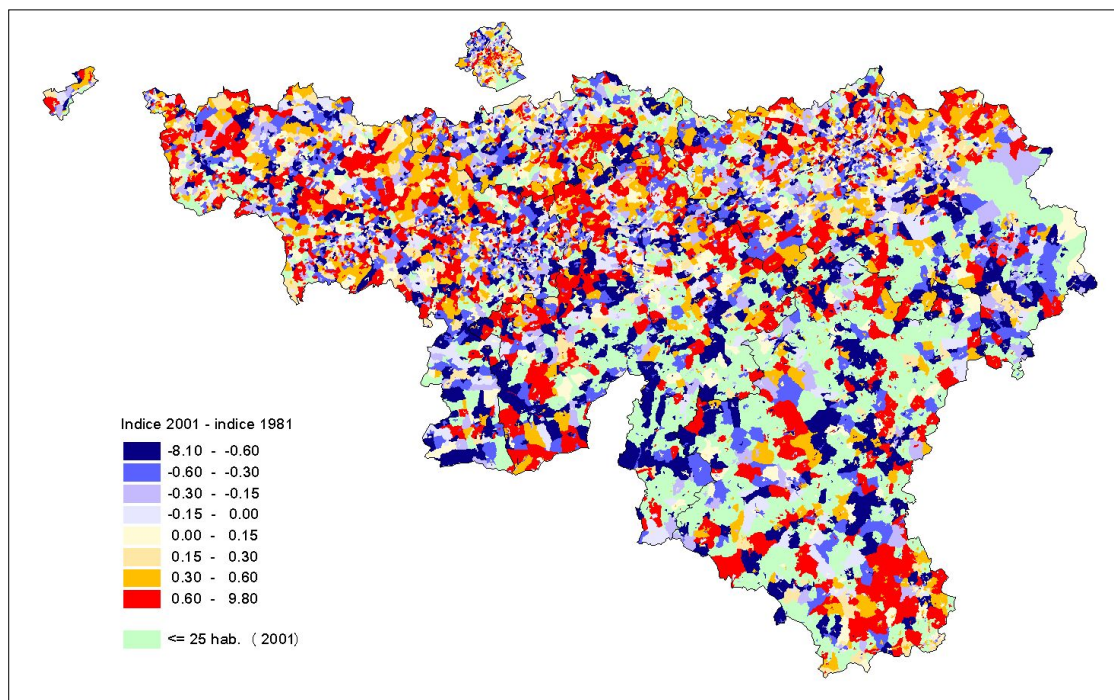 Indice 2001 - indice 1981
-8.10 - -0.60
-0.60 - -0.30
-0.30 - -0.15
-0.15 - 0.00
0.00 - 0.15
0.15 - 0.30
0.30 - 0.60
0.60 - 9.80
<= 25 hab. ( 2001)